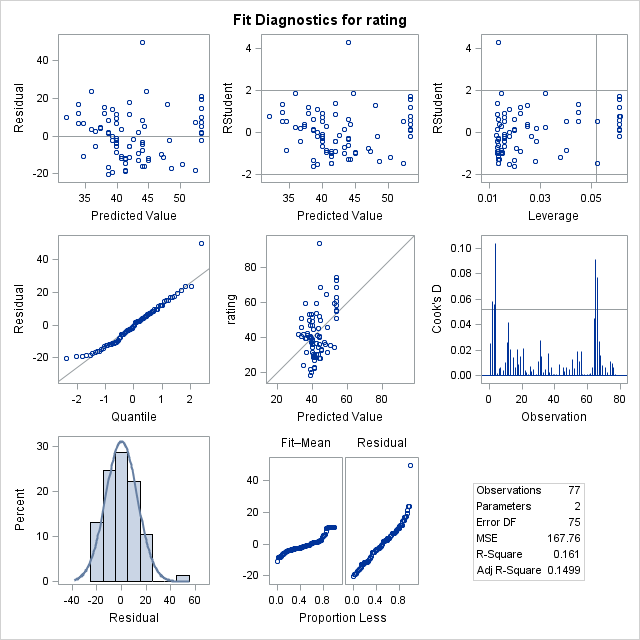 Fit Diagnostics for rating
Residual
40
20
0
-20
35 40 45 50
Predicted Value
RStudent
4
2
0
-2
35 40 45 50
Predicted Value
RStudent
4
2
0
-2
0.01 0.03 0.05
Leverage
Residual
40
20
0
-20
-2 -1 0 1 2
Quantile
rating
80
60
40
20
20 40 60 80
Predicted Value
Cook's D
0.10
0.08
0.06
0.04
0.02
0.00
0 20 40 60 80
Observation
Percent
30
20
10
0
-40 -20 0 20 40 60
Residual
Fit–Mean Residual
40
20
0
-20
0.0 0.4 0.8 0.0 0.4 0.8
Proportion Less
Observations 77
Parameters 2
Error DF 75
MSE 167.76
R-Square 0.161
Adj R-Square 0.1499